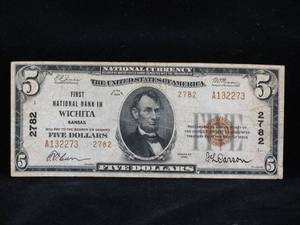 NATIONAL CURRENCY
THE UNITED STATES OF AMERICA
5
5
FIRST
NATIONAL BANK IN
WICHITA
KANSAS
WILL PAY TO THE BEARER ON DEMAND
FIVE DOLLARS
2782
A132273
A132273
2782
2782
2782
FIVE
5
5
FIVE DOLLARS